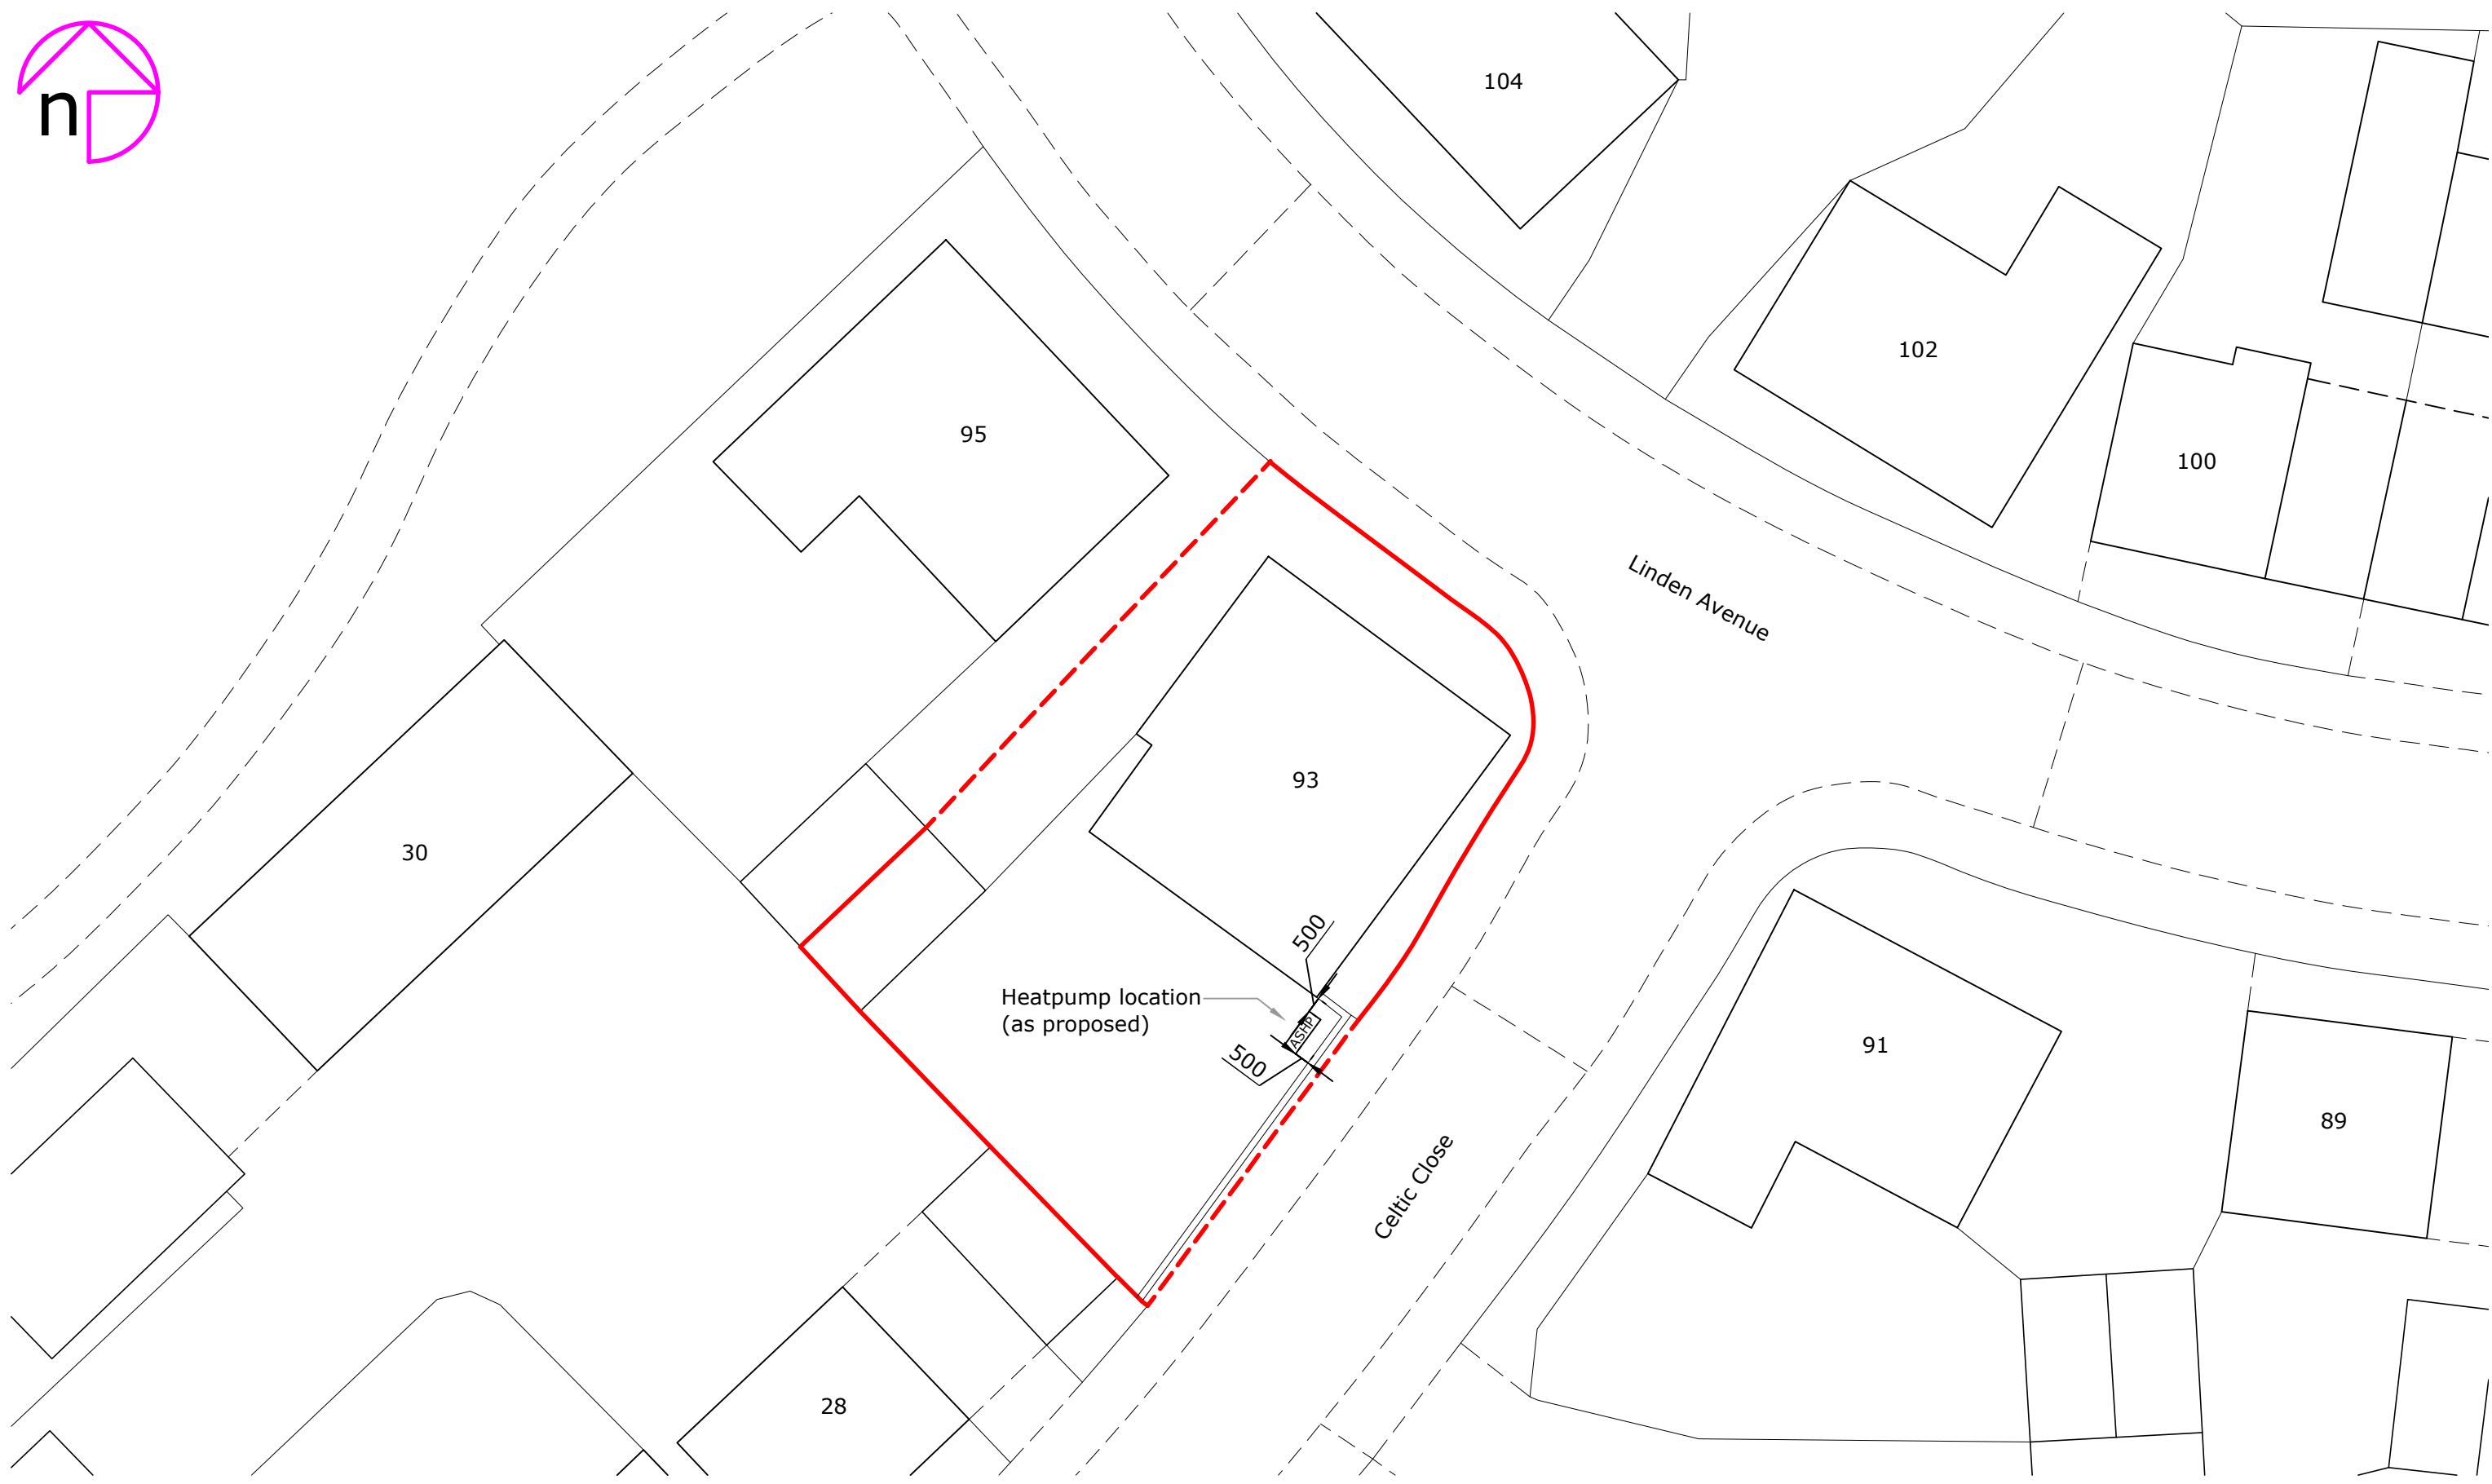 n
104
102
95
100
Linden Avenue
93
30
500
Heatpump location
(as proposed)
ASHP
500
91
89
Celtic Close
28